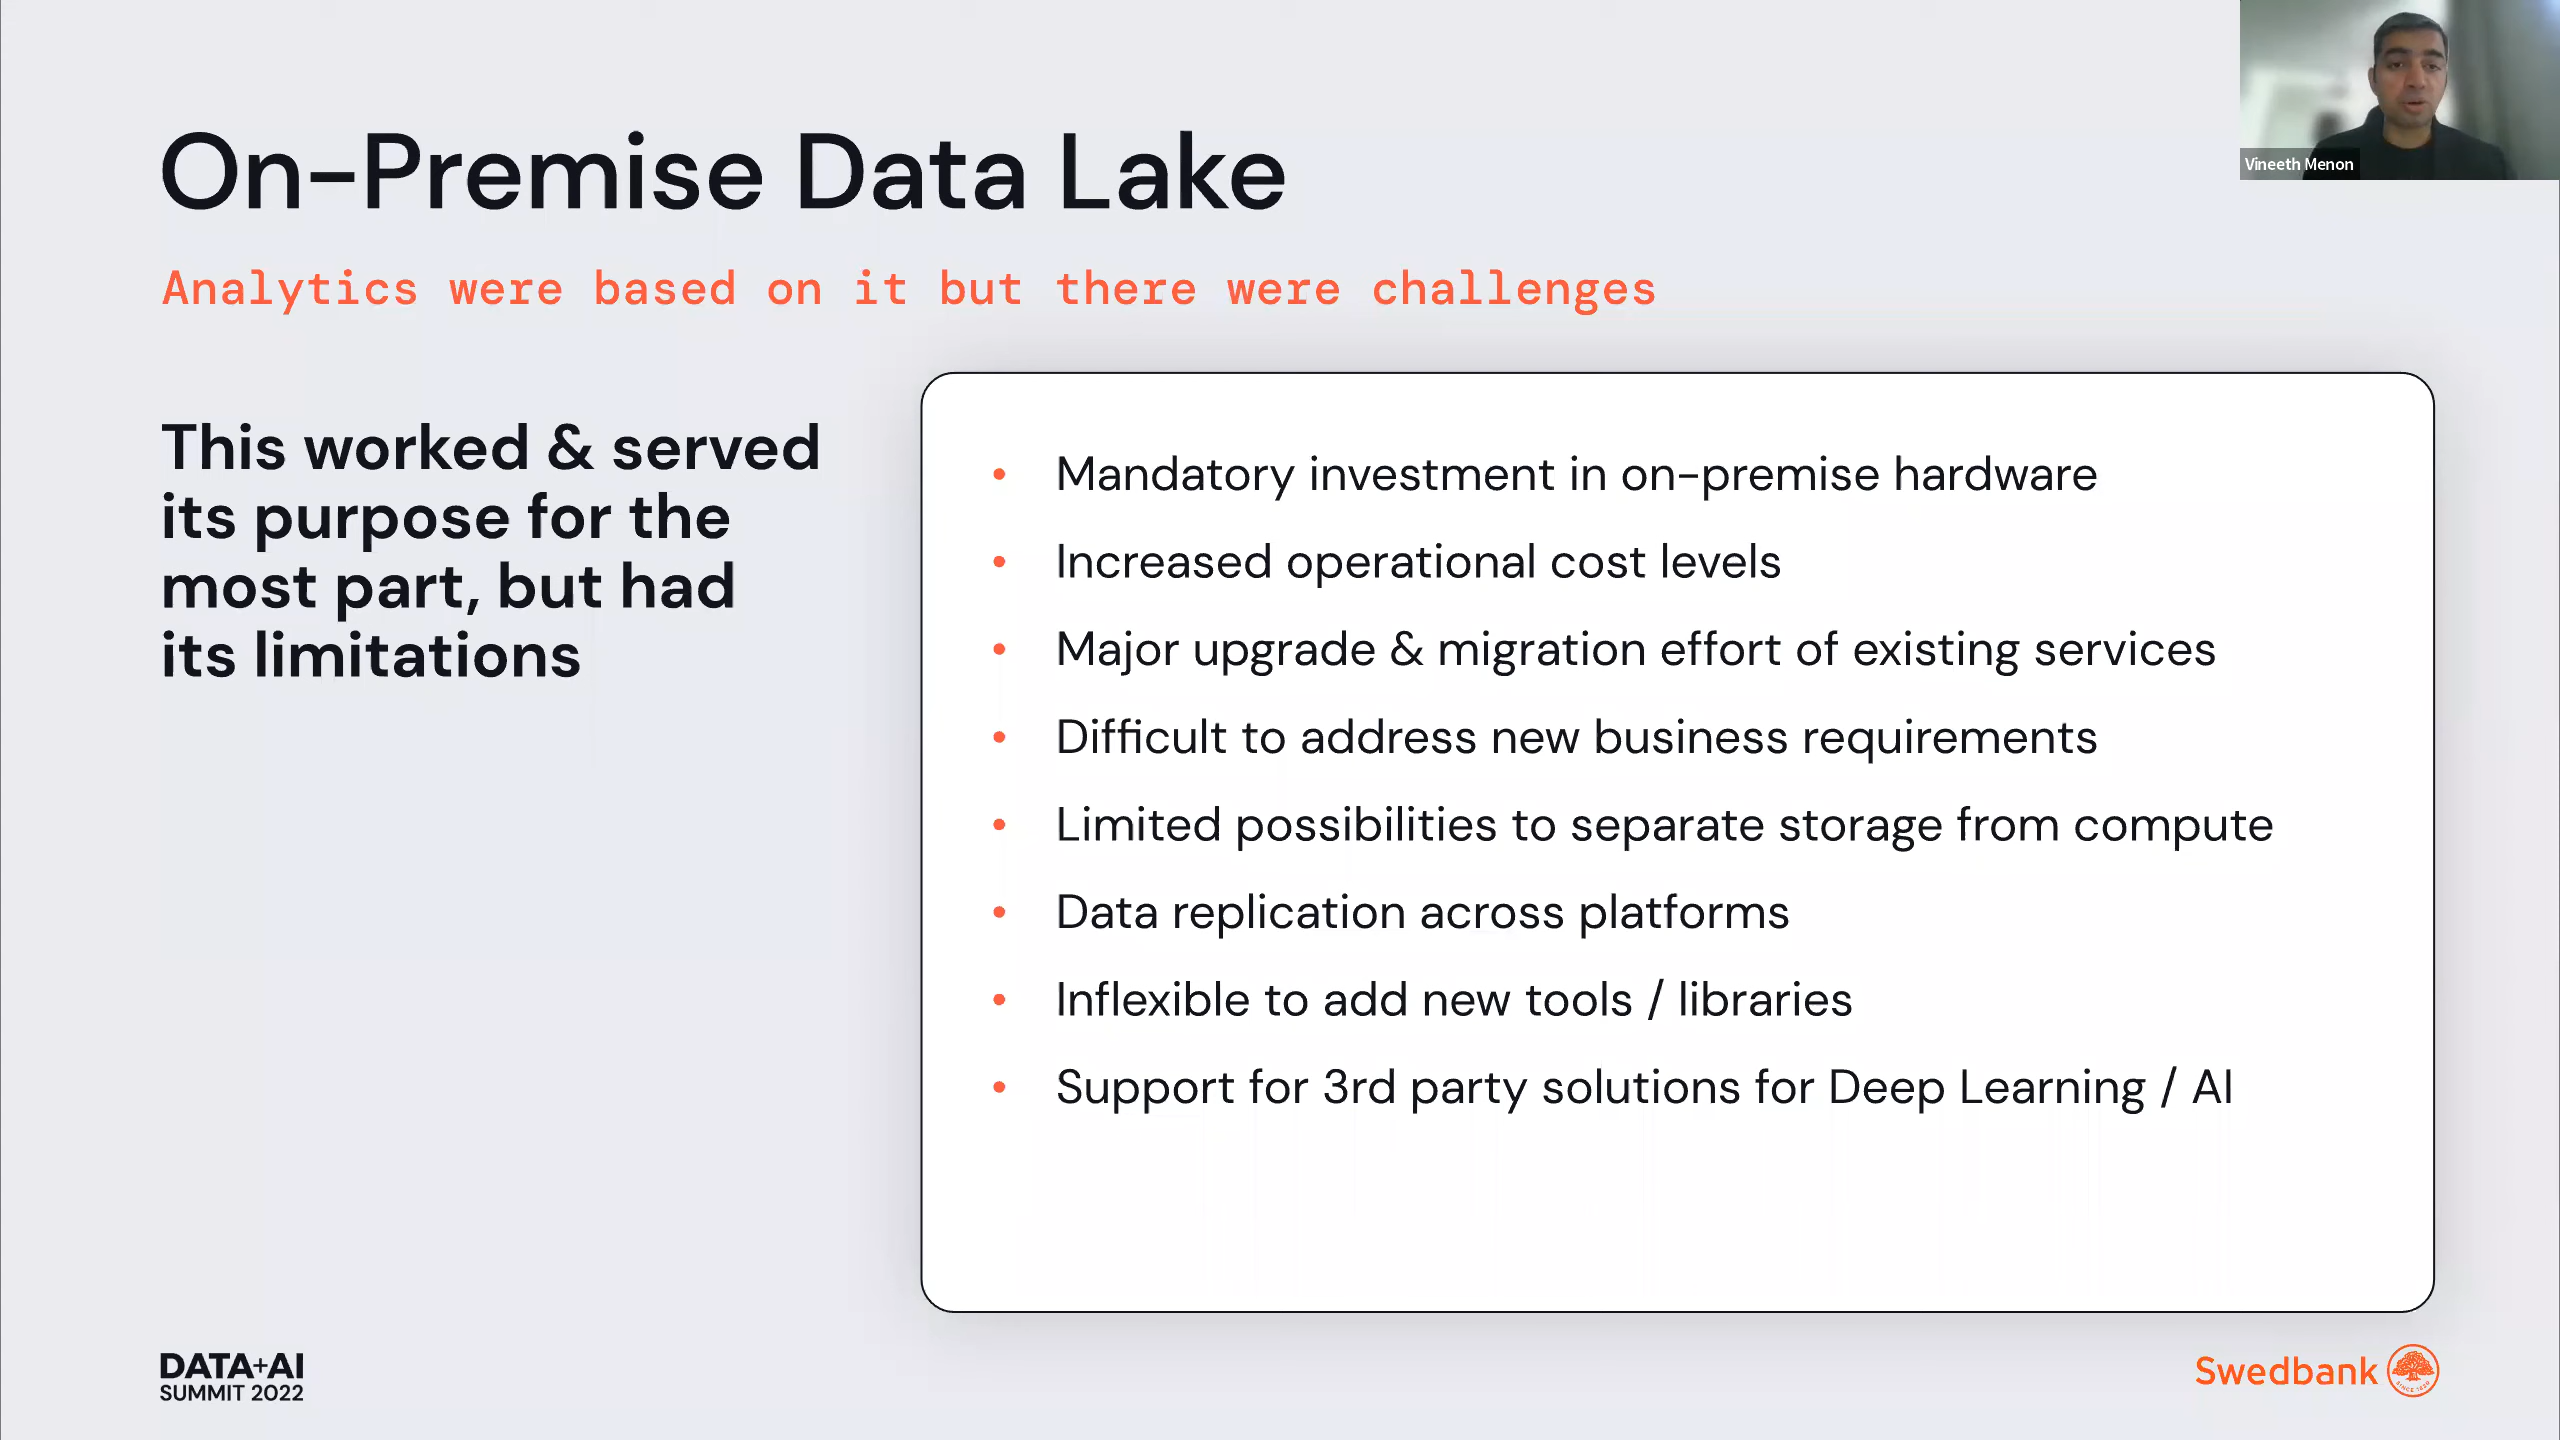 Vineeth Menon
On-Premise Data Lake
Analytics were based on it but there were challenges
This worked & served
its purpose for the
most part, but had
its limitations
• Mandatory investment in on-premise hardware
• Increased operational cost levels
• Major upgrade & migration effort of existing services
• Difficult to address new business requirements
• Limited possibilities to separate storage from compute
• Data replication across platforms
• Inflexible to add new tools / libraries
• Support for 3rd party solutions for Deep Learning / AI
DATA+AI
SUMMIT 2022
Swedbank
SINCE 1820